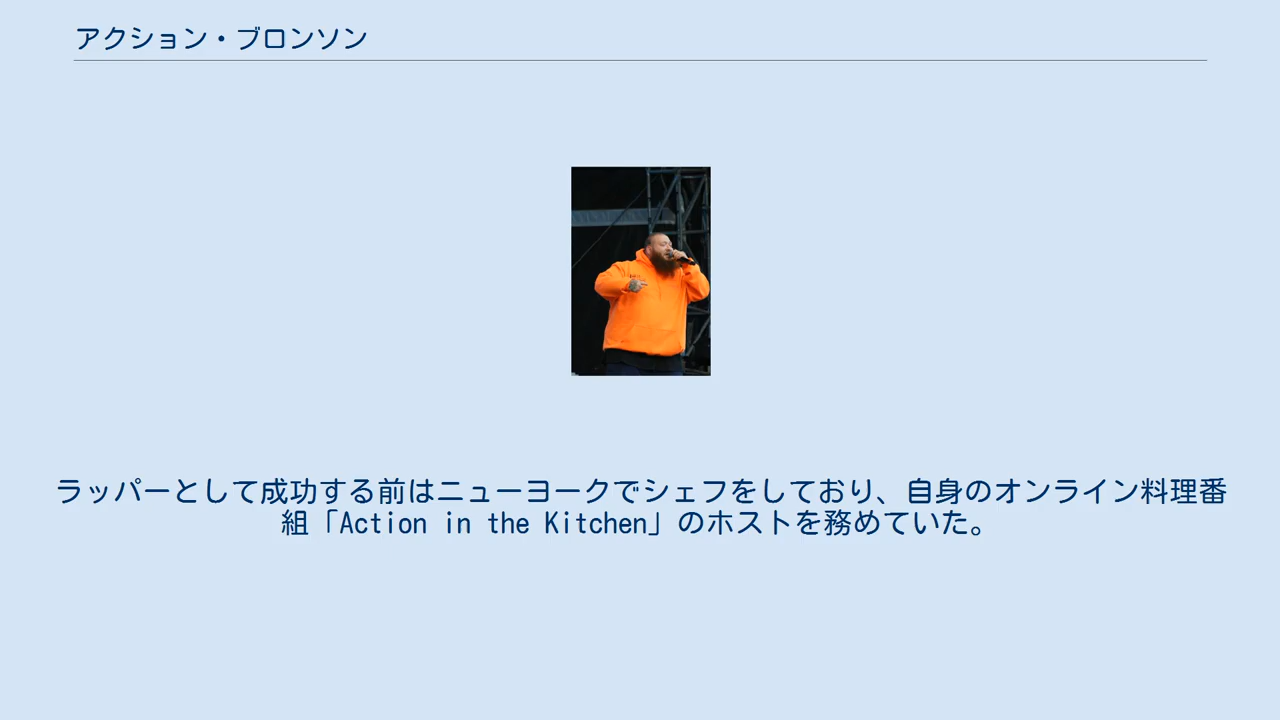 アクション・ブロンソン
ラッパーとして成功する前はニューヨークでシェフをしており、自身のオンライン料理番
組「Action in the Kitchen」のホストを務めていた。